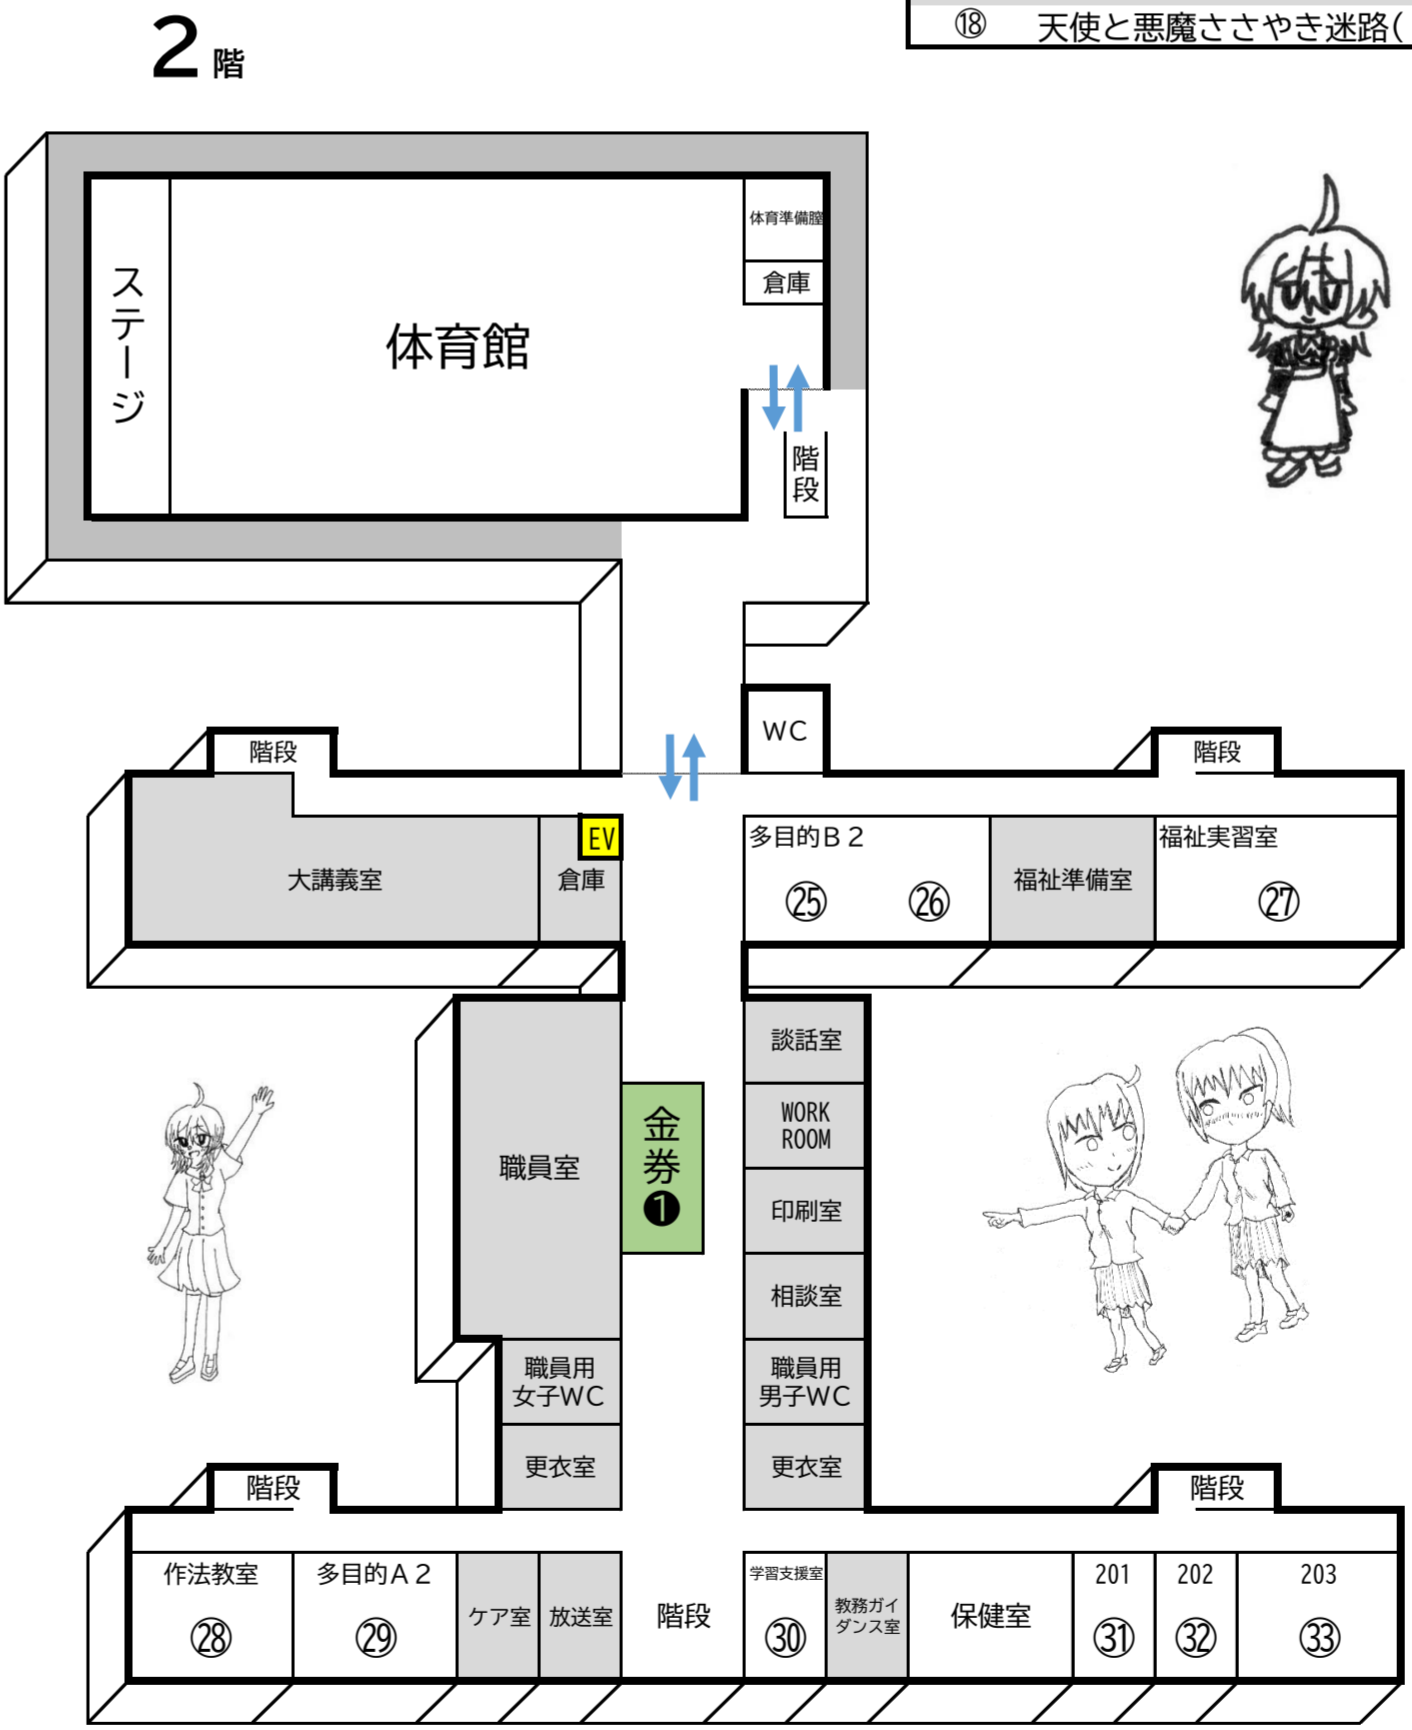 ⑱ 天使と悪魔ささやき迷路(
2階
ステージ
体育館
体育準備
倉庫
階段
WC
階段
階段
EV
大講義室
倉庫
多目的B2
㉕
㉖
福祉準備室
福祉実習室
㉗
職員室
金券❶
談話室
WORK
ROOM
印刷室
相談室
職員用
女子WC
職員用
男子WC
更衣室
更衣室
階段
階段
作法教室
㉘
多目的A2
㉙
ケア室
放送室
階段
学習支援室
㉚
教務ガイ
ダンス室
保健室
201
㉛
202
㉜
203
㉝